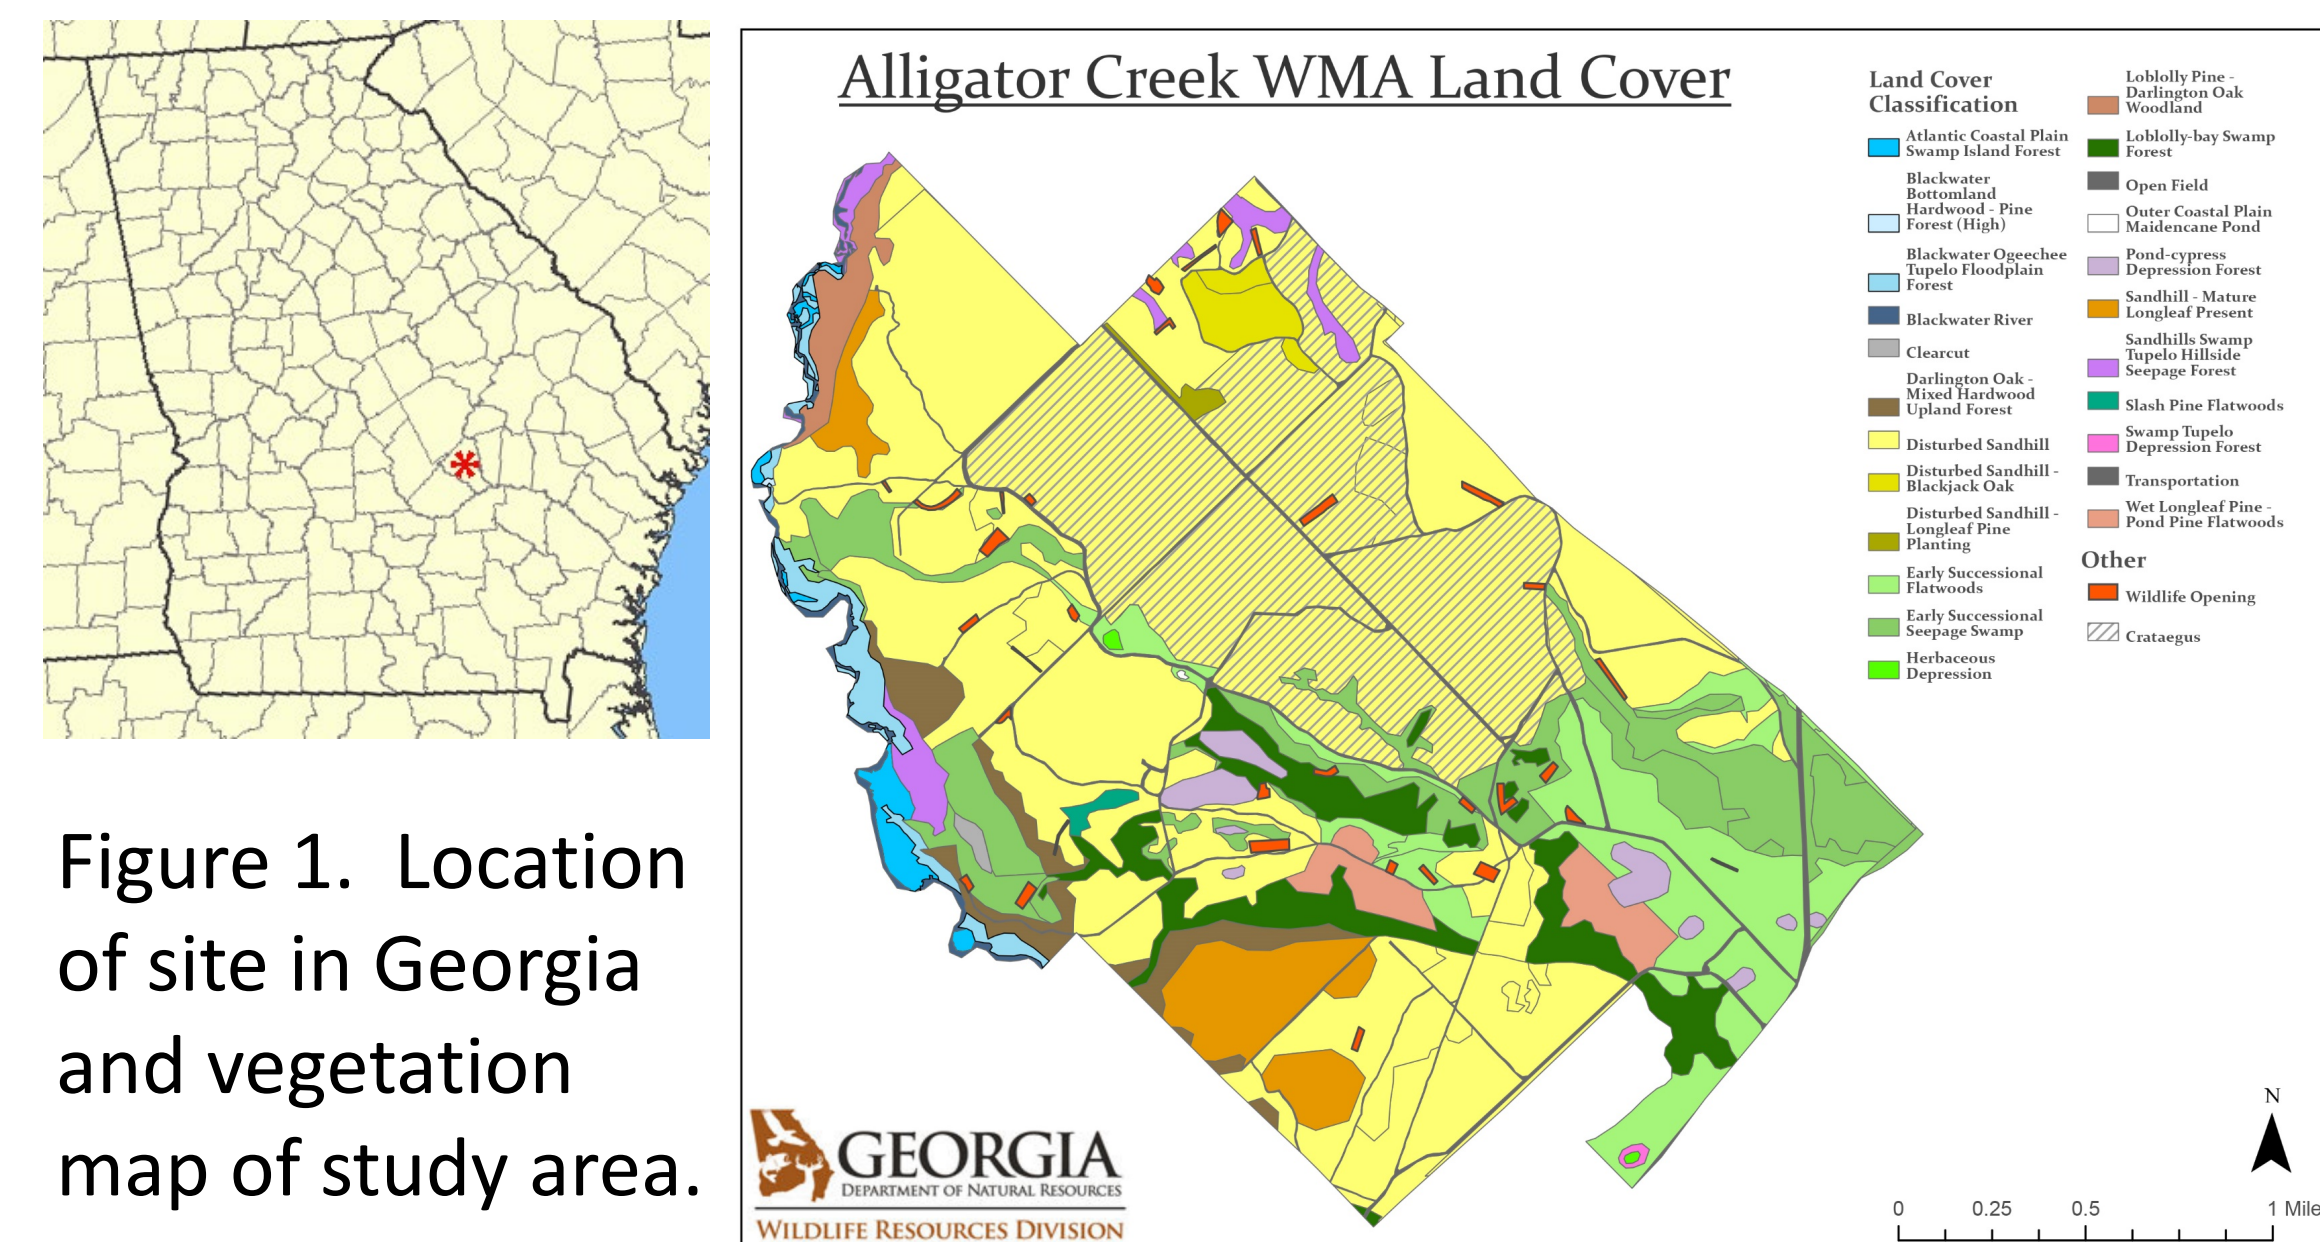 Alligator Creek WMA Land Cover
Land Cover
Classification
Atlantic Coastal Plain
Swamp Island Forest
Blackwater
Bottomland
Hardwood - Pine
Forest (High)
Blackwater Ogeechee
Tupelo Floodplain
Forest
Blackwater River
Clearcut
Darlington Oak -
Mixed Hardwood
Upland Forest
Disturbed Sandhill
Disturbed Sandhill -
Blackjack Oak
Disturbed Sandhill -
Longleaf Pine
Planting
Early Successional
Flatwoods
Early Successional
Seepage Swamp
Herbaceous
Depression
Loblolly Pine -
Darlington Oak
Woodland
Loblolly-bay Swamp
Forest
Open Field
Outer Coastal Plain
Maidencane Pond
Pond-cypress
Depression Forest
Sandhill - Mature
Longleaf Present
Sandhills Swamp
Tupelo Hillside
Seepage Forest
Slash Pine Flatwoods
Swamp Tupelo
Depression Forest
Transportation
Wet Longleaf Pine -
Pond Pine Flatwoods
Other
Wildlife Opening
Crataegus
Figure 1. Location
of site in Georgia
and vegetation
map of study area.
GEORGIA
DEPARTMENT OF NATURAL RESOURCES
WILDLIFE RESOURCES DIVISION
N
0 0.25 0.5 1 Mile